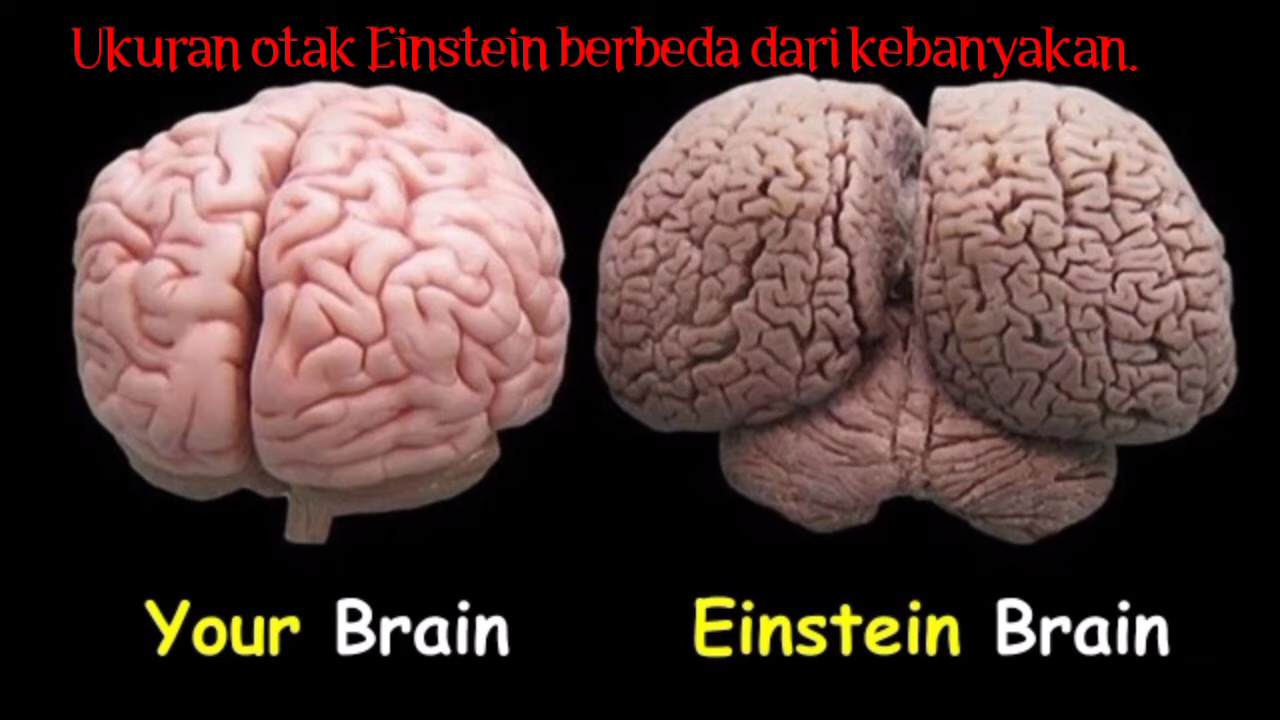 Ukuran otak Einstein berbeda dari kebanyakan.
Your Brain
Einstein Brain